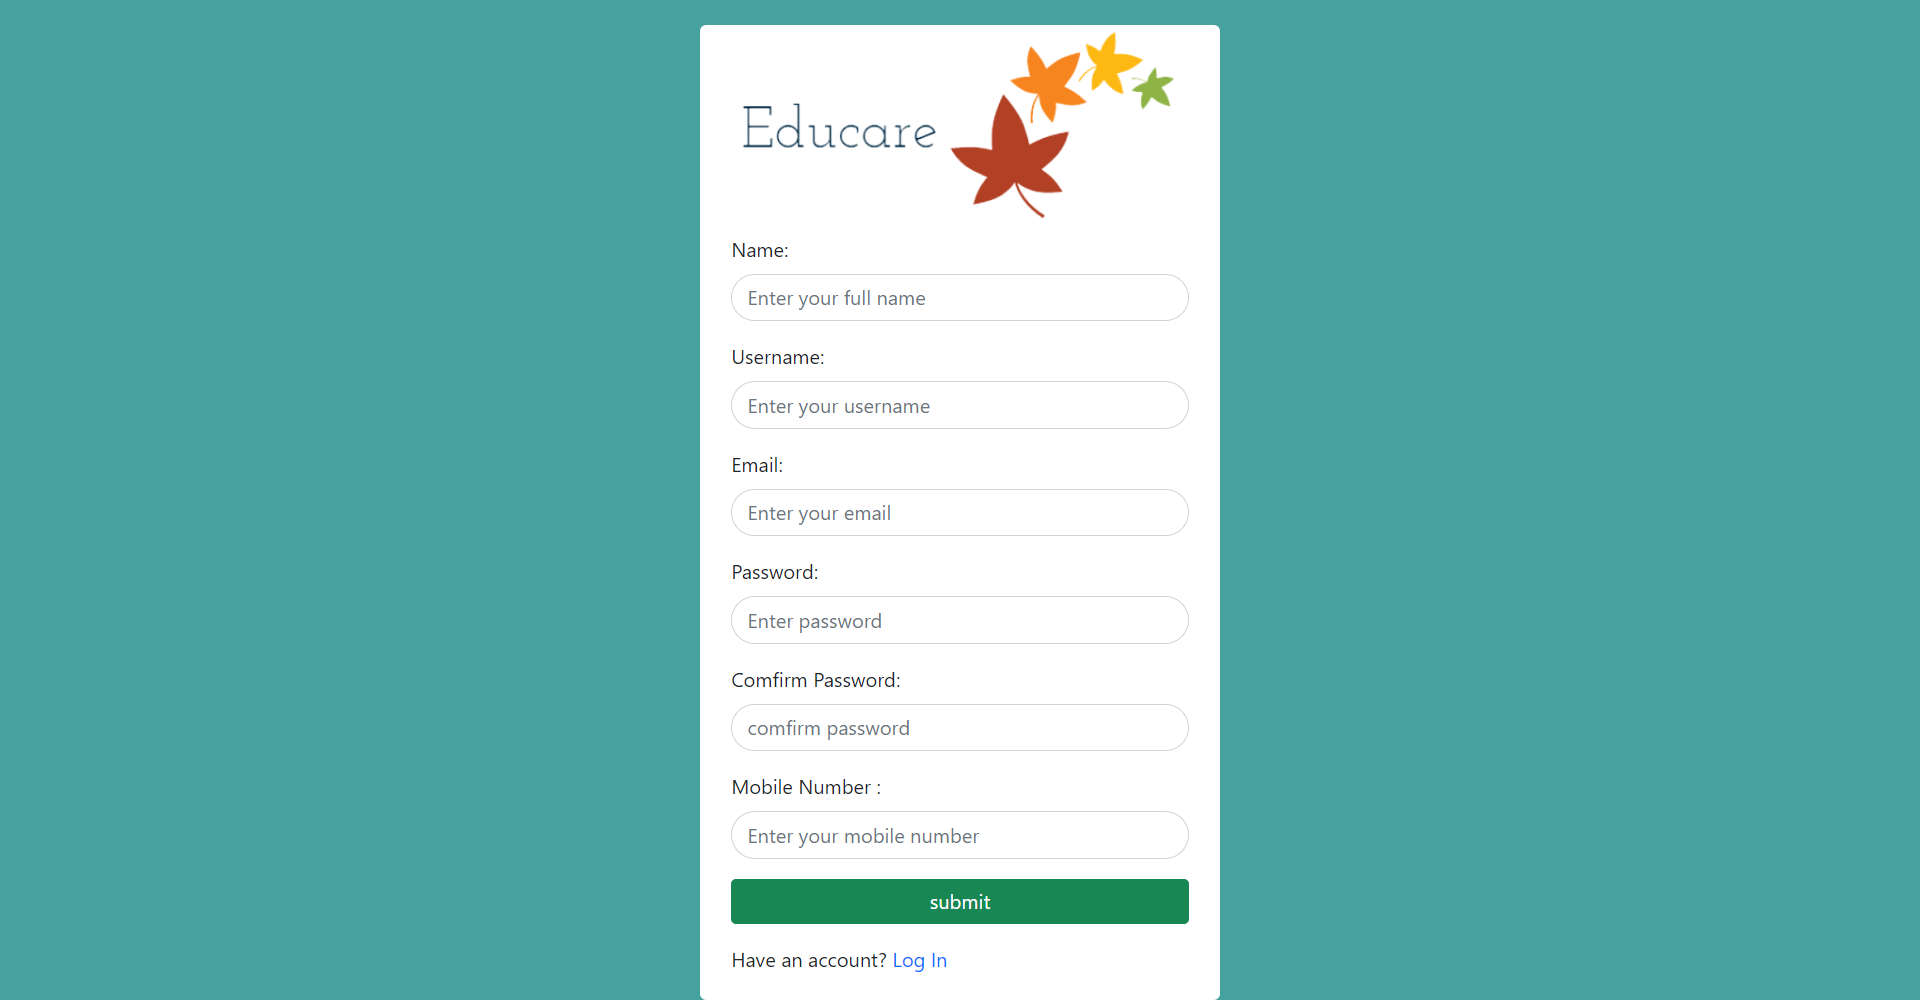 Educare
Name:
Enter your full name
Username:
Enter your username
Email:
Enter your email
Password:
Enter password
Comfirm Password:
comfirm password
Mobile Number :
Enter your mobile number
submit
Have an account? Log In